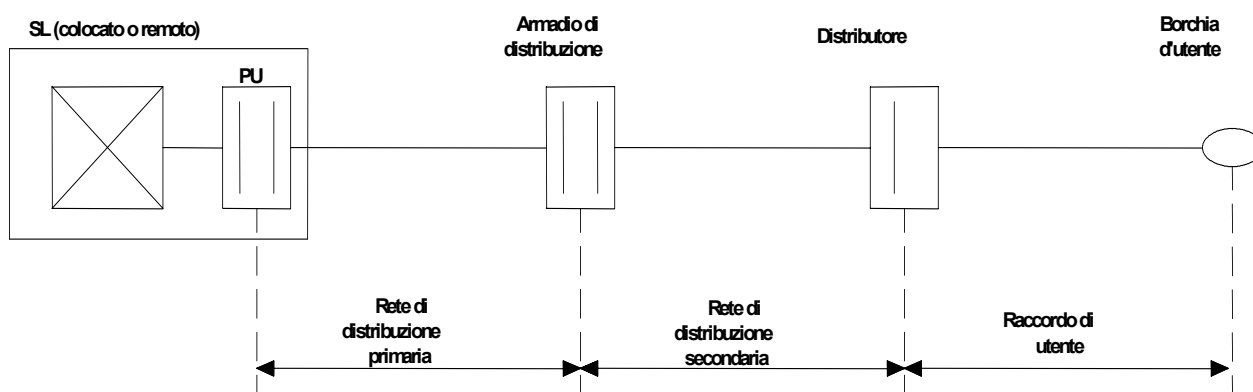 SL (colocato o remoto)
PU
Armadio di
distribuzione
Distributore
Borchia
d'utente
Rete di
distribuzione
primaria
Rete di
distribuzione
secondaria
Raccordo di
utente